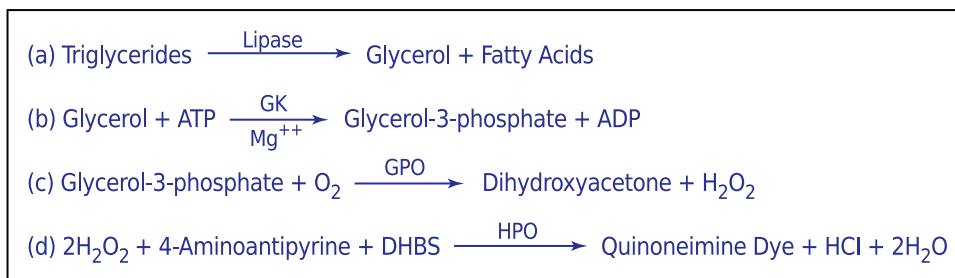 (a) Triglycerides Lipase Glycerol + Fatty Acids
(b) Glycerol + ATP GK Mg⁺⁺ Glycerol-3-phosphate + ADP
(c) Glycerol-3-phosphate + O₂ GPO Dihydroxyacetone + H₂O₂
(d) 2H₂O₂ + 4-Aminoantipyrine + DHBS HPO Quinoneimine Dye + HCl + 2H₂O